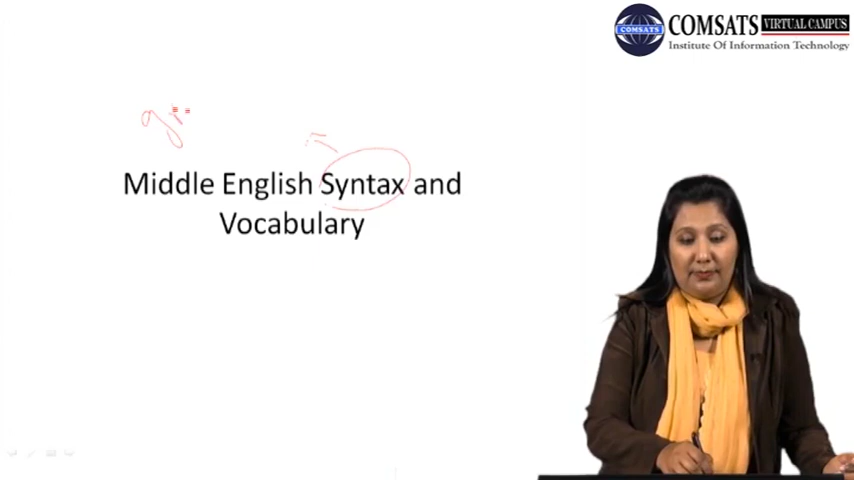 COMSATS
COMSATS VIRTUAL CAMPUS
Institute Of Information Technology
Middle English Syntax and
Vocabulary